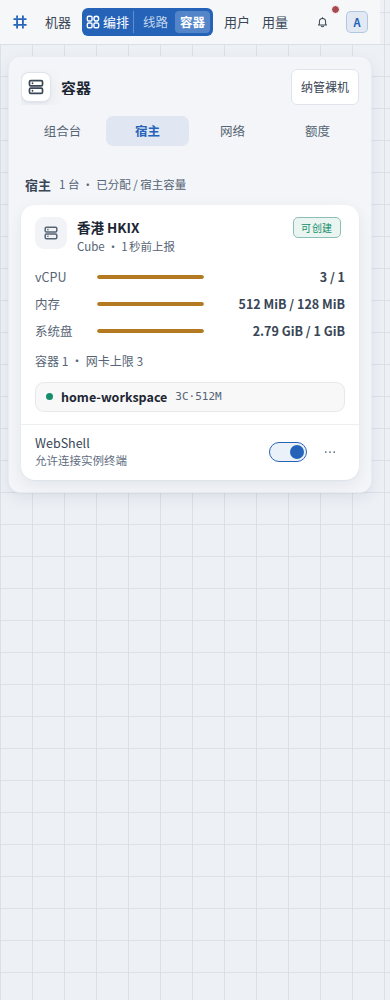 机器 编排 线路 容器 用户 用量 A
容器 纳管裸机
组合台 宿主 网络 额度
宿主 1 台 · 已分配 / 宿主容量
香港 HKIX 可创建
Cube · 1 秒前上报
vCPU 3 / 1
内存 512 MiB / 128 MiB
系统盘 2.79 GiB / 1 GiB
容器 1 · 网卡上限 3
home-workspace 3C·512M
WebShell
允许连接实例终端